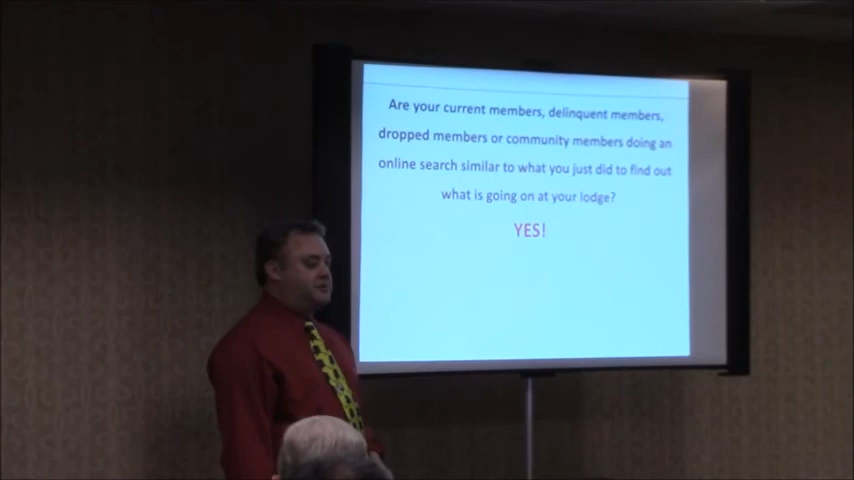 Are your current members, delinquent members,
dropped members or community members doing an
online search similar to what you just did to find out
what is going on at your lodge?
YES!